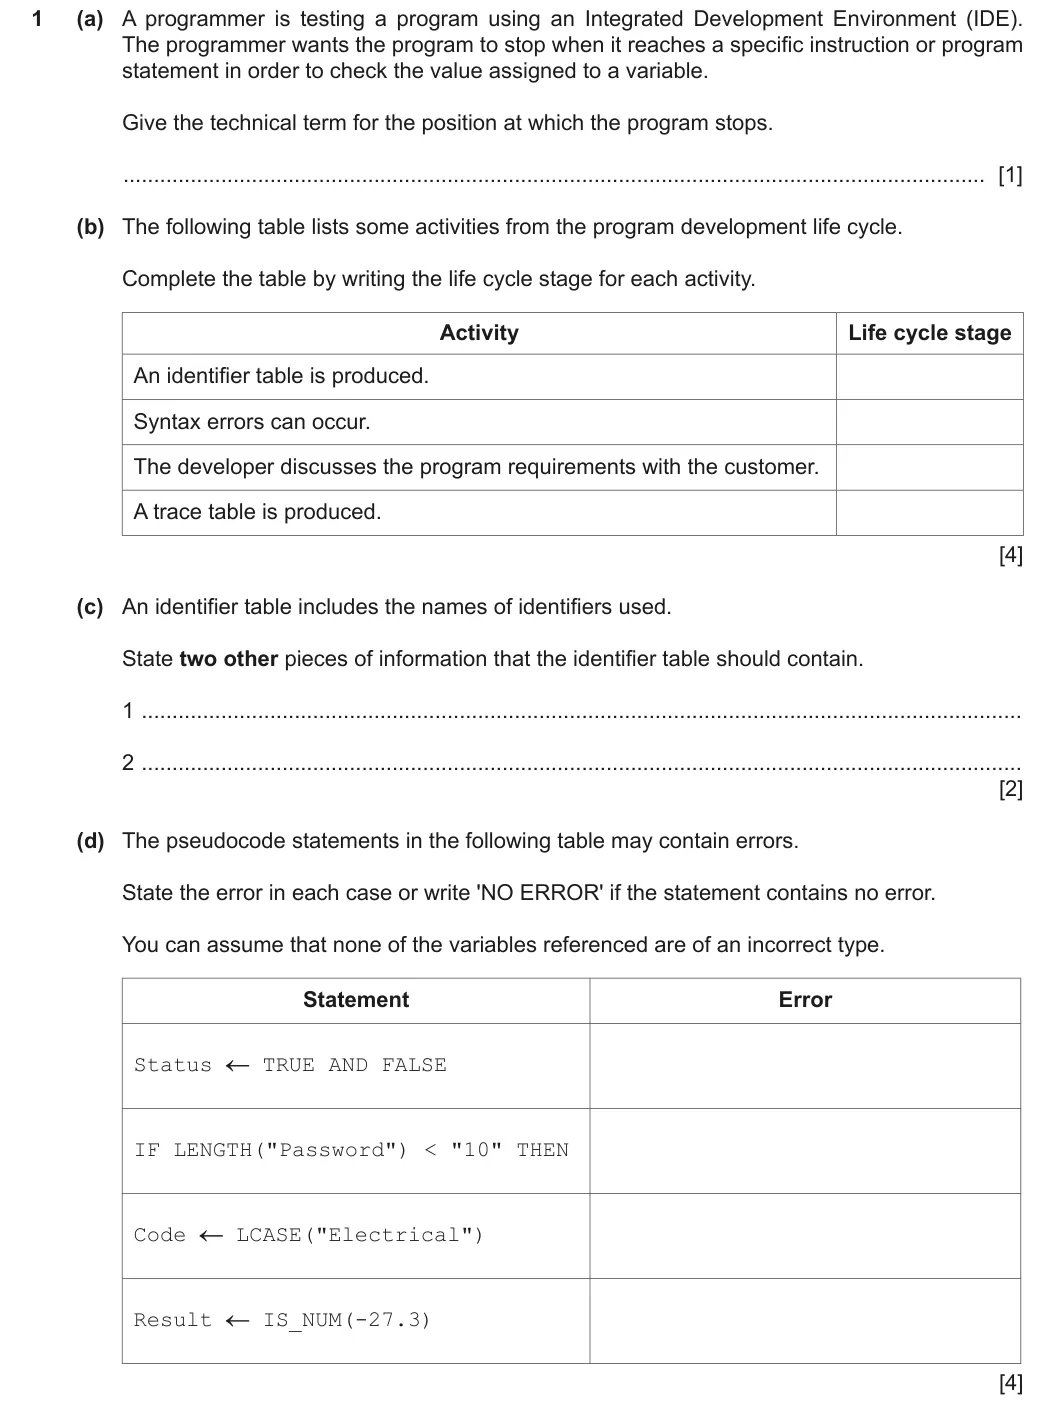 1 (a) A programmer is testing a program using an Integrated Development Environment (IDE).
The programmer wants the program to stop when it reaches a specific instruction or program
statement in order to check the value assigned to a variable.
Give the technical term for the position at which the program stops.
.................................................................................................................................. [1]
(b) The following table lists some activities from the program development life cycle.
Complete the table by writing the life cycle stage for each activity.
Activity Life cycle stage
An identifier table is produced.
Syntax errors can occur.
The developer discusses the program requirements with the customer.
A trace table is produced.
[4]
(c) An identifier table includes the names of identifiers used.
State two other pieces of information that the identifier table should contain.
1 ..................................................................................................................................
2 ..................................................................................................................................
[2]
(d) The pseudocode statements in the following table may contain errors.
State the error in each case or write 'NO ERROR' if the statement contains no error.
You can assume that none of the variables referenced are of an incorrect type.
Statement Error
Status ← TRUE AND FALSE
IF LENGTH("Password") < "10" THEN
Code ← LCASE("Electrical")
Result ← IS_NUM(-27.3)
[4]